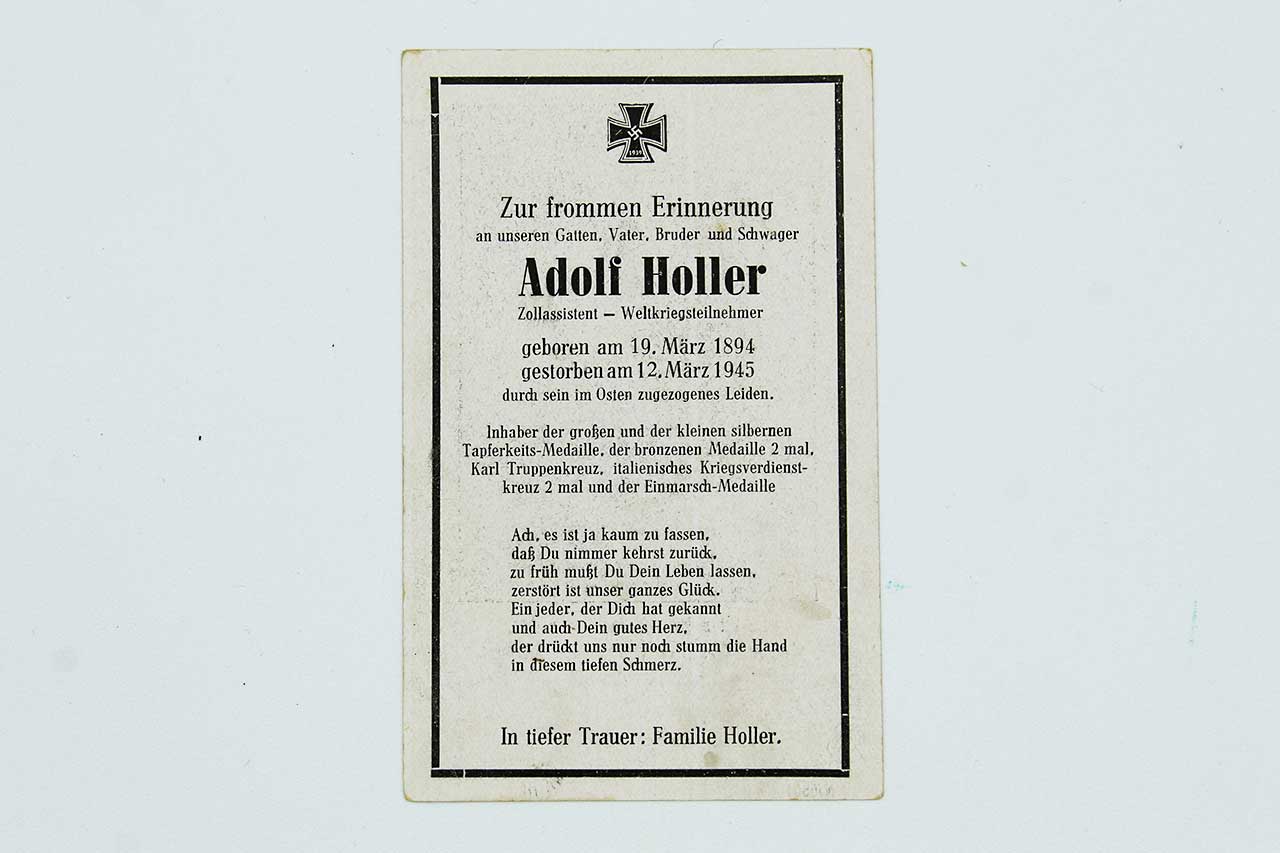 1939
Zur frommen Erinnerung
an unseren Gatten, Vater, Bruder und Schwager
Adolf Holler
Zollassistent — Weltkriegsteilnehmer
geboren am 19. März 1894
gestorben am 12. März 1945
durch sein im Osten zugezogenes Leiden.
Inhaber der großen und der kleinen silbernen
Tapferkeits-Medaille, der bronzenen Medaille 2 mal,
Karl Truppenkreuz, italienisches Kriegsverdienst-
kreuz 2 mal und der Einmarsch-Medaille
Ach, es ist ja kaum zu fassen,
daß Du nimmer kehrst zurück,
zu früh mußt Du Dein Leben lassen,
zerstört ist unser ganzes Glück.
Ein jeder, der Dich hat gekannt
und auch Dein gutes Herz,
der drückt uns nur noch stumm die Hand
in diesem tiefen Schmerz.
In tiefer Trauer: Familie Holler.